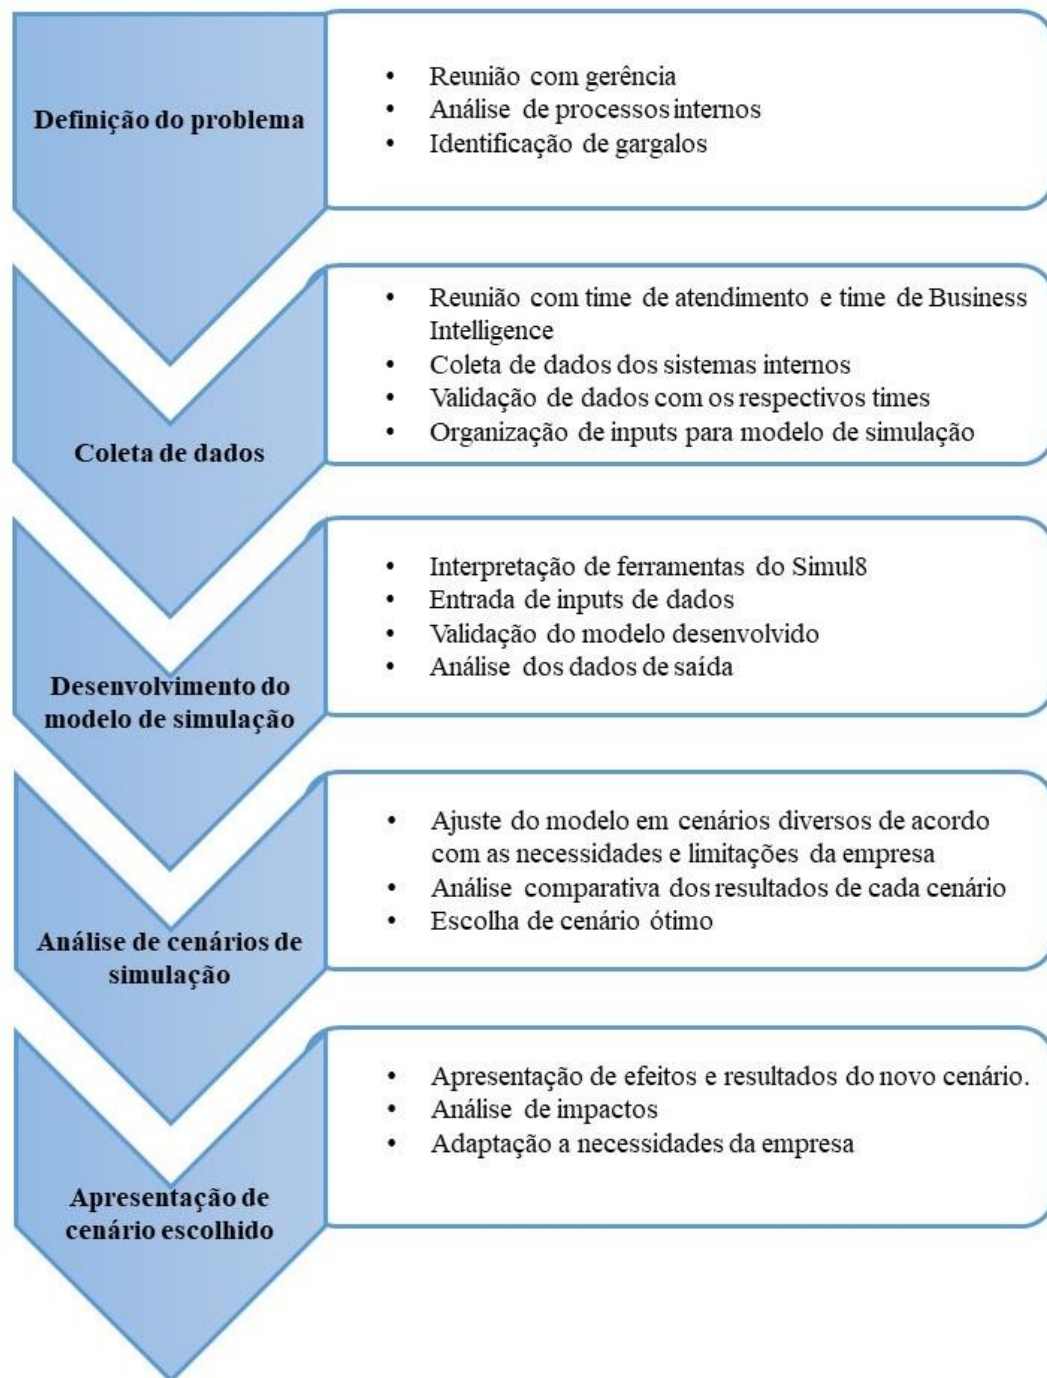 Definição do problema
• Reunião com gerência
• Análise de processos internos
• Identificação de gargalos
Coleta de dados
• Reunião com time de atendimento e time de Business
Intelligence
• Coleta de dados dos sistemas internos
• Validação de dados com os respectivos times
• Organização de inputs para modelo de simulação
Desenvolvimento do
modelo de simulação
• Interpretação de ferramentas do Simul8
• Entrada de inputs de dados
• Validação do modelo desenvolvido
• Análise dos dados de saída
Análise de cenários de
simulação
• Ajuste do modelo em cenários diversos de acordo
com as necessidades e limitações da empresa
• Análise comparativa dos resultados de cada cenário
• Escolha de cenário ótimo
Apresentação de
cenário escolhido
• Apresentação de efeitos e resultados do novo cenário.
• Análise de impactos
• Adaptação a necessidades da empresa